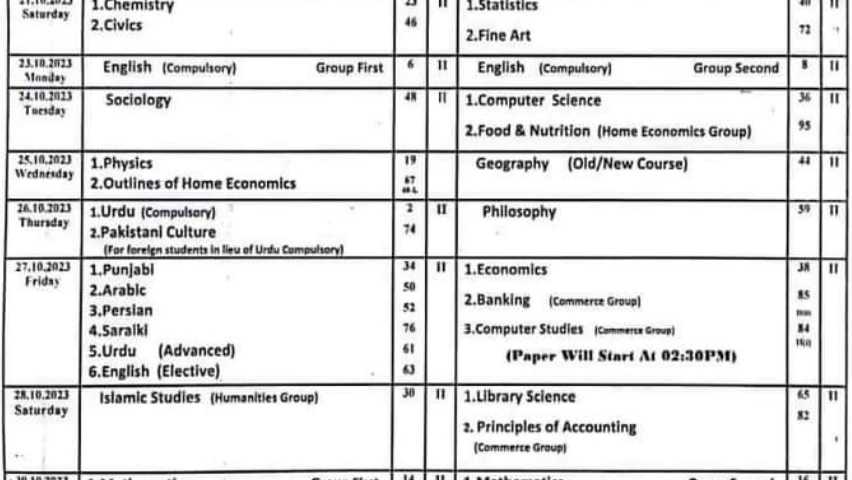 21.10.2023 1.Chemistry 23 II 1.Statistics 40 II
Saturday 2.Civics 46 2.Fine Art 72
23.10.2023 English (Compulsory) Group First 6 II English (Compulsory) Group Second 8 II
Monday
24.10.2023 Sociology 48 II 1.Computer Science 36 II
Tuesday 2.Food & Nutrition (Home Economics Group) 95
25.10.2023 1.Physics 19 Geography (Old/New Course) 44 II
Wednesday 2.Outlines of Home Economics 67
26.10.2023 1.Urdu (Compulsory) 2 II Philosophy 59 II
Thursday 2.Pakistani Culture 74
(For foreign students in lieu of Urdu Compulsory)
27.10.2023 1.Punjabi 34 II 1.Economics 38 II
Friday 2.Arabic 50 2.Banking (Commerce Group) 85
3.Persian 52 3.Computer Studies (Commerce Group) 84
4.Saraiki 76
5.Urdu (Advanced) 61 (Paper Will Start At 02:30PM)
6.English (Elective) 63
28.10.2023 Islamic Studies (Humanities Group) 30 II 1.Library Science 65 II
Saturday 2. Principles of Accounting 82
(Commerce Group)